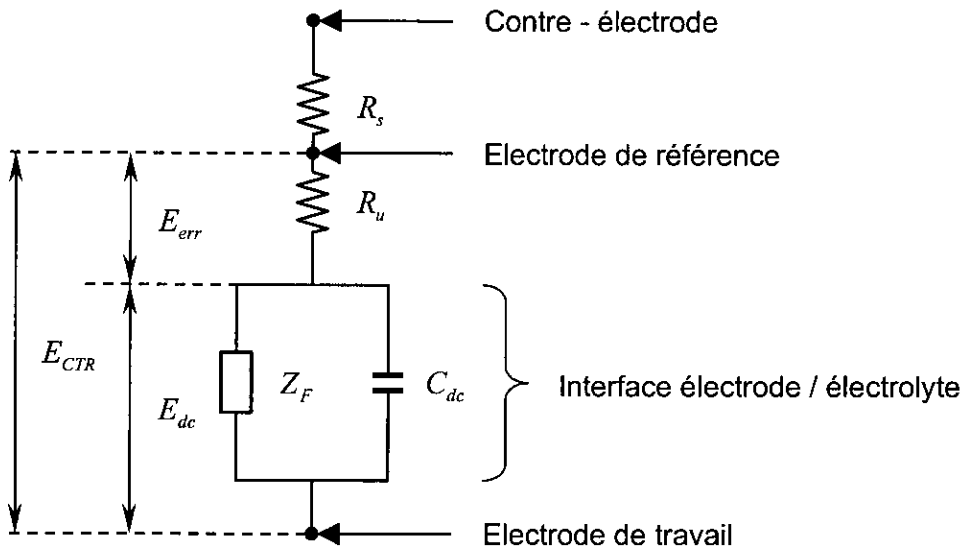 Contre - électrode
R_s
Electrode de référence
R_u
E_err
E_CTR
E_dc
Z_F
C_dc
Interface électrode / électrolyte
Electrode de travail